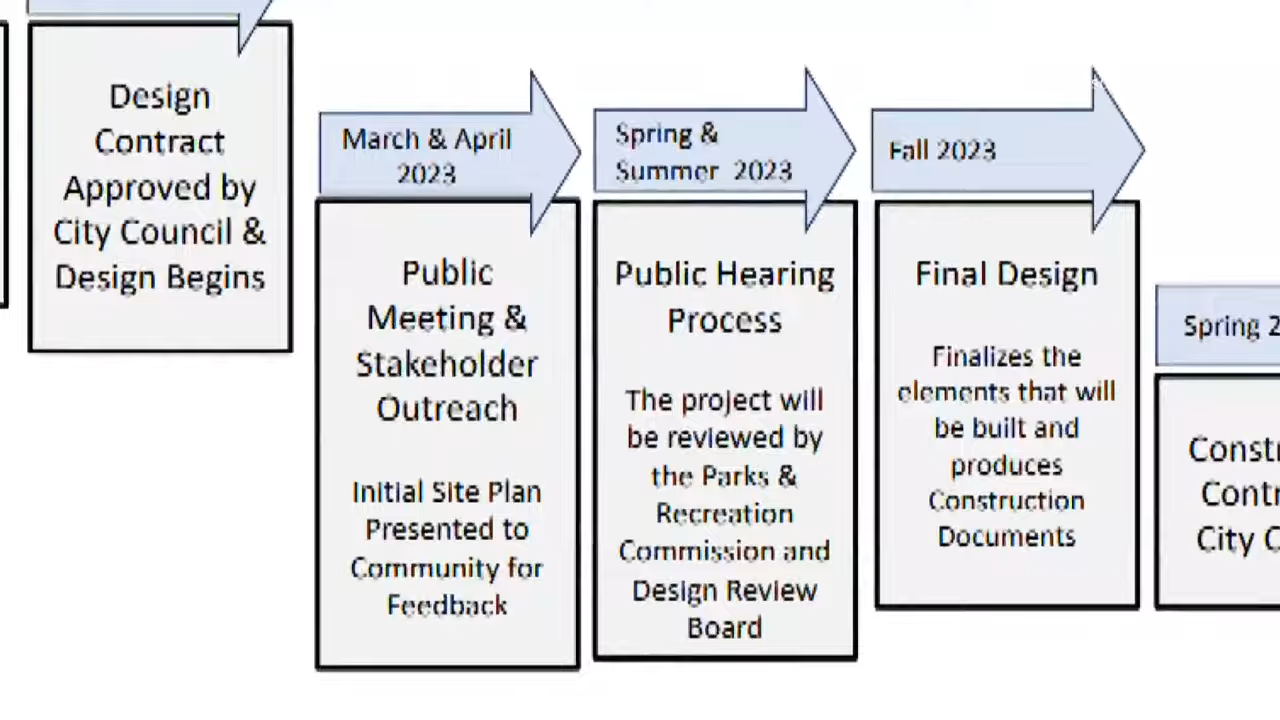 Design
Contract
Approved by
City Council &
Design Begins
March & April
2023
Public
Meeting &
Stakeholder
Outreach
Initial Site Plan
Presented to
Community for
Feedback
Spring &
Summer 2023
Public Hearing
Process
The project will
be reviewed by
the Parks &
Recreation
Commission and
Design Review
Board
Fall 2023
Final Design
Finalizes the
elements that will
be built and
produces
Construction
Documents
Spring
City